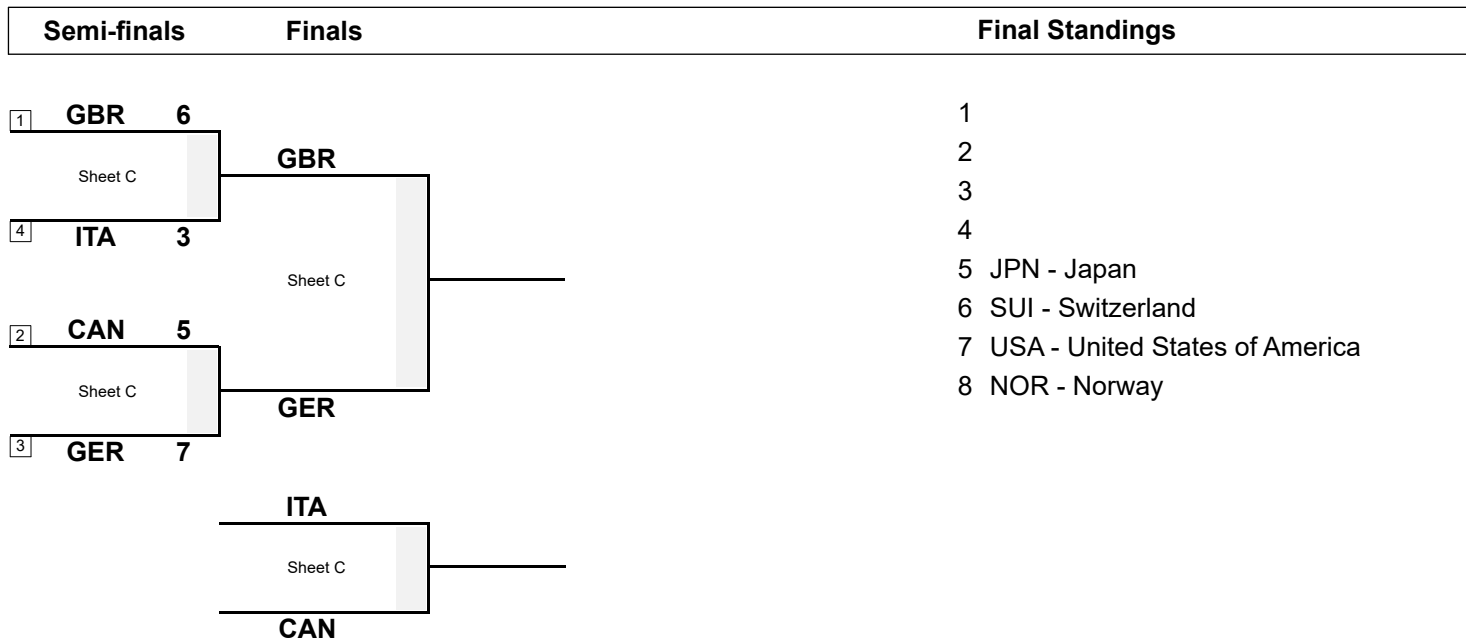 Semi-finals Finals Final Standings
1 GBR 6
Sheet C
4 ITA 3
GBR
Sheet C
GER
2 CAN 5
Sheet C
3 GER 7
ITA
Sheet C
CAN
1
2
3
4
5 JPN - Japan
6 SUI - Switzerland
7 USA - United States of America
8 NOR - Norway